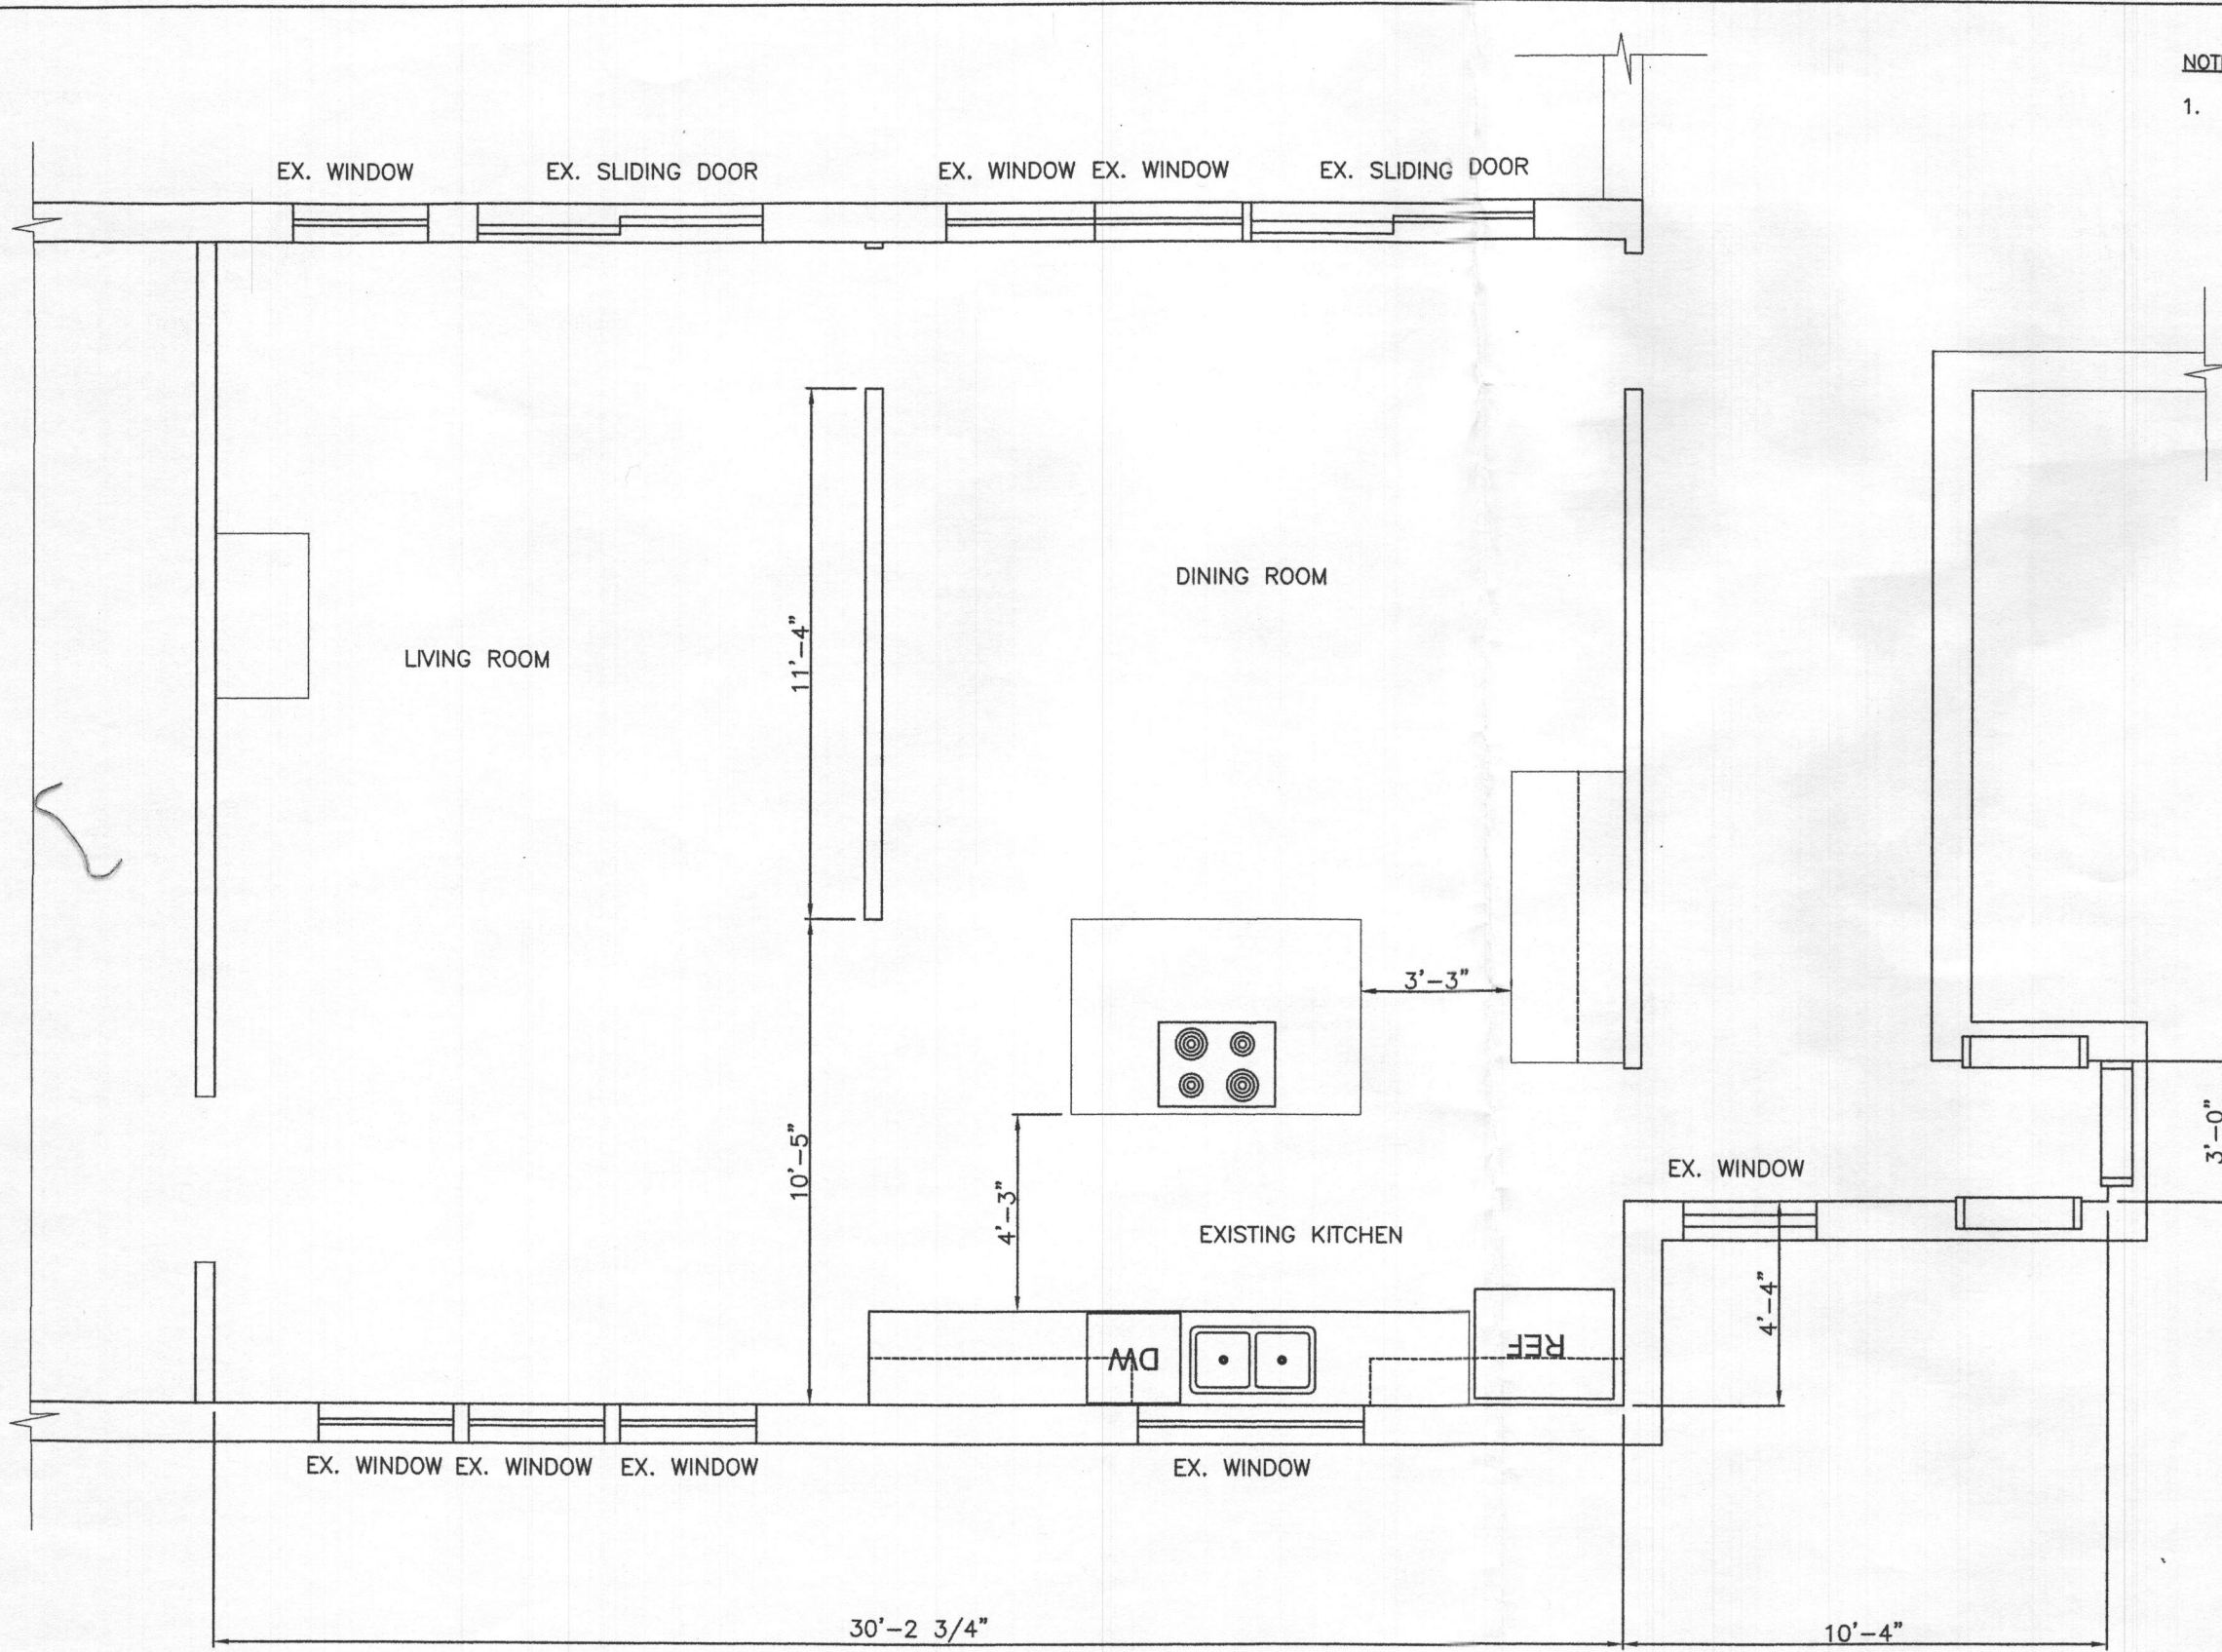 NOT
1.
EX. WINDOW
EX. SLIDING DOOR
EX. WINDOW
EX. WINDOW
EX. SLIDING DOOR
DINING ROOM
LIVING ROOM
11'-4"
3'-3"
10'-5"
4'-3"
EX. WINDOW
3'-0"
EXISTING KITCHEN
4'-4"
DW
REF
EX. WINDOW
EX. WINDOW
EX. WINDOW
EX. WINDOW
30'-2 3/4"
10'-4"